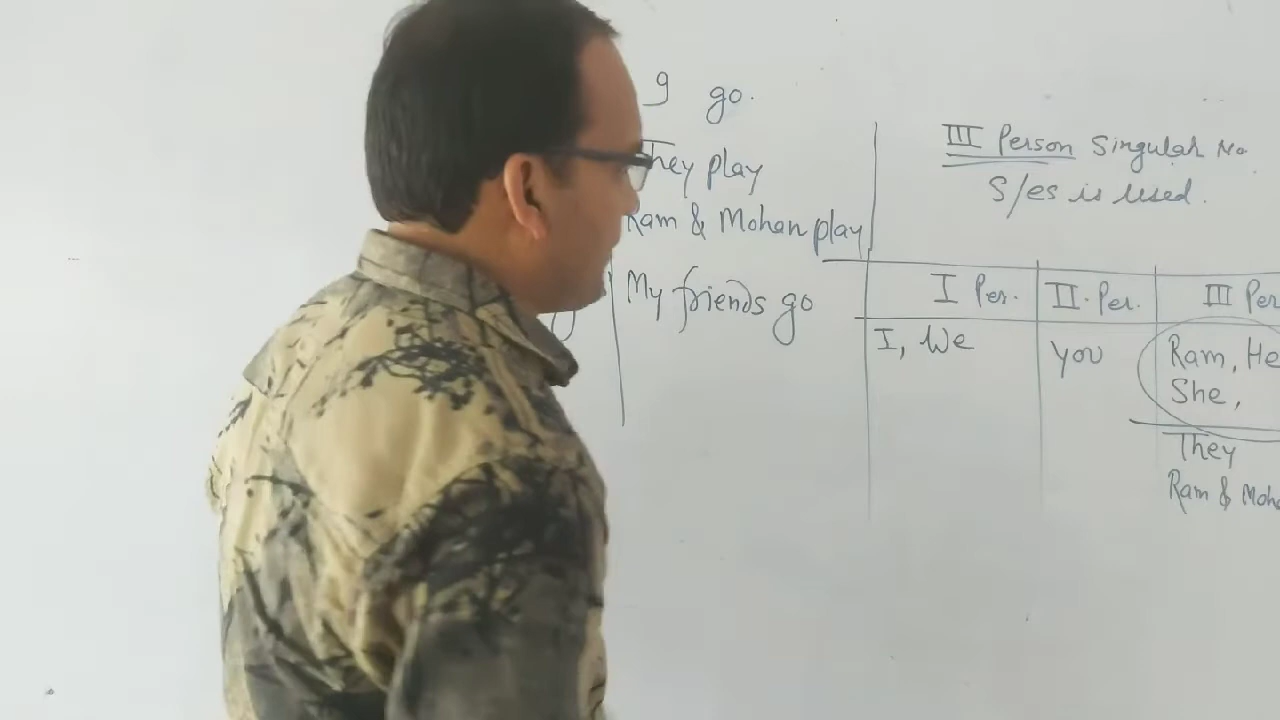 I go.
They play
Ram & Mohan play
My friends go
III Person Singular No
S/es is used.
I Per. II. Per. III Per
I, We you Ram, He
She,
They
Ram & Moha